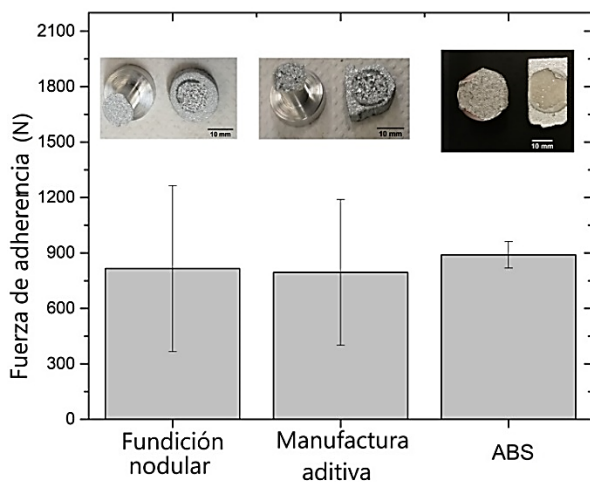 Fuerza de adherencia (N)
2100
1800
1500
1200
900
600
300
0
10 mm
10 mm
10 mm
Fundición
nodular
Manufactura
aditiva
ABS